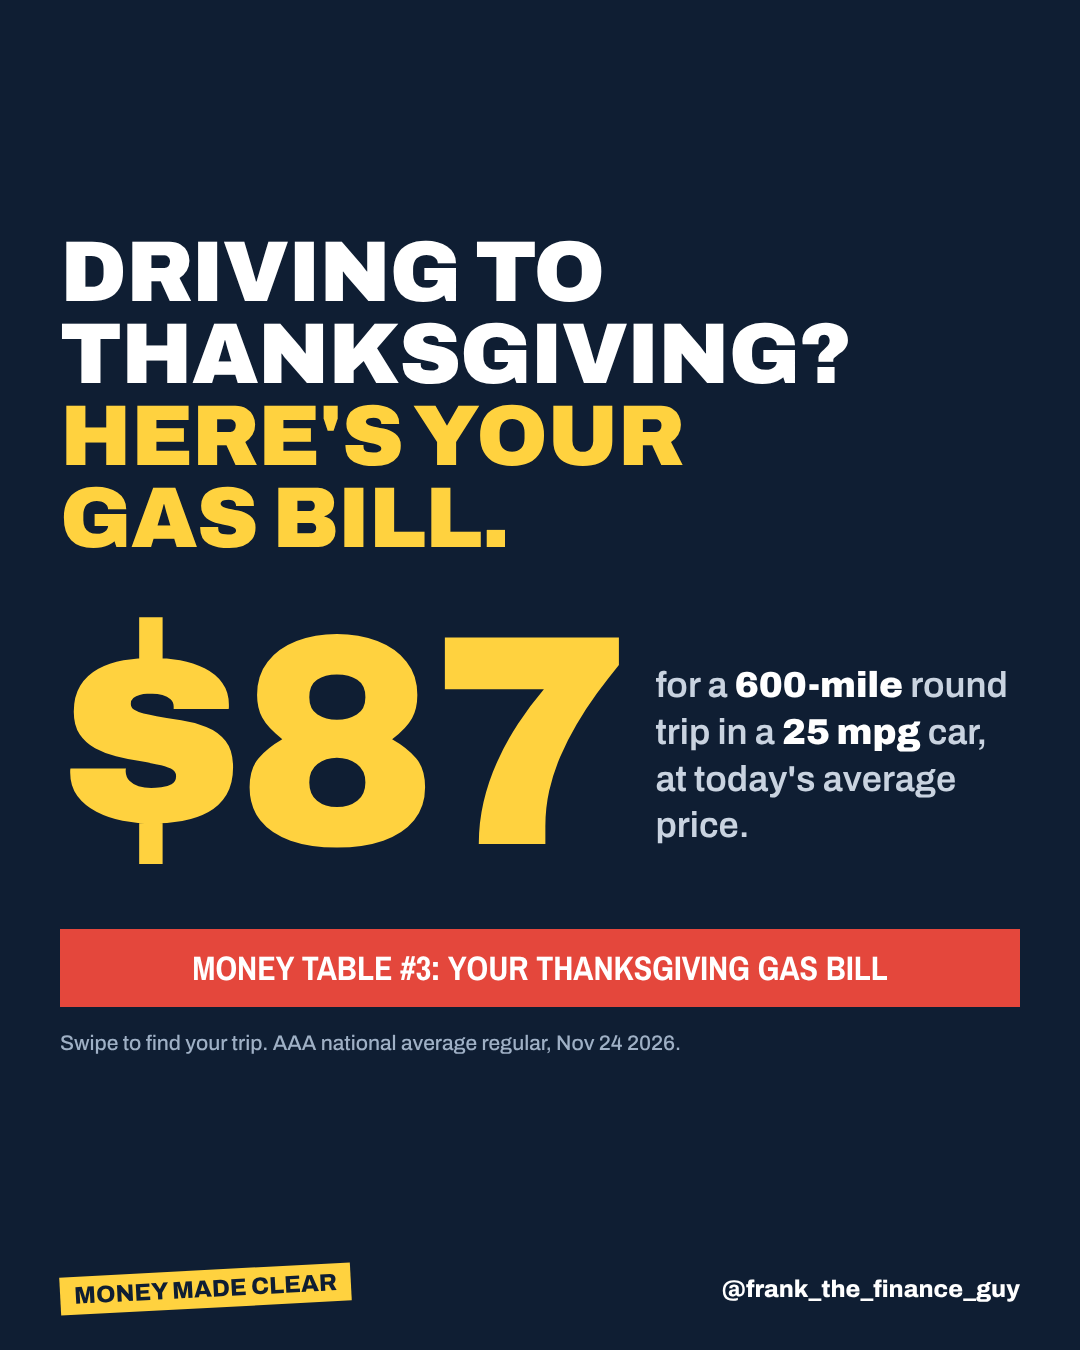 DRIVING TO
THANKSGIVING?
HERE'S YOUR
GAS BILL.
$87
for a 600-mile round
trip in a 25 mpg car,
at today's average
price.
MONEY TABLE #3: YOUR THANKSGIVING GAS BILL
Swipe to find your trip. AAA national average regular, Nov 24 2026.
MONEY MADE CLEAR
@frank_the_finance_guy